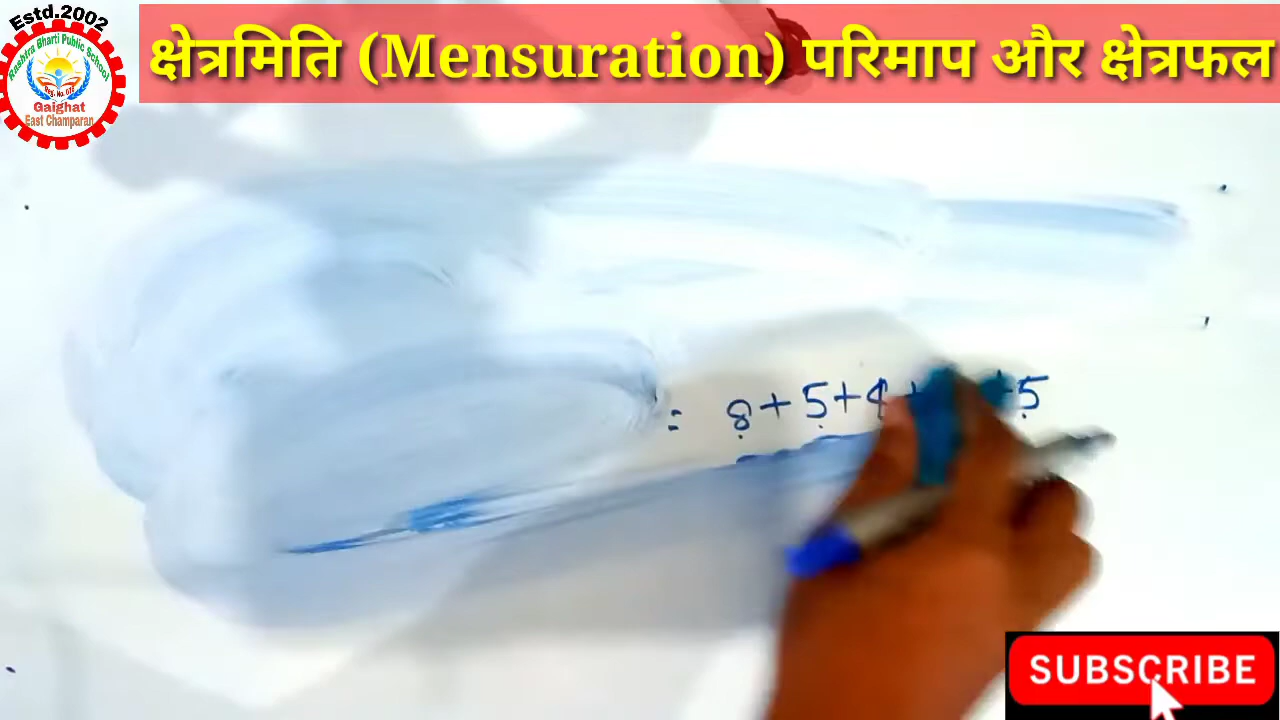 Estd.2002
क्षेत्रमिति (Mensuration) परिमाप और क्षेत्रफल
Rashtra Bharti Public School
Gaighat
East Champaran
= 8+5+4+ +5
SUBSCRIBE